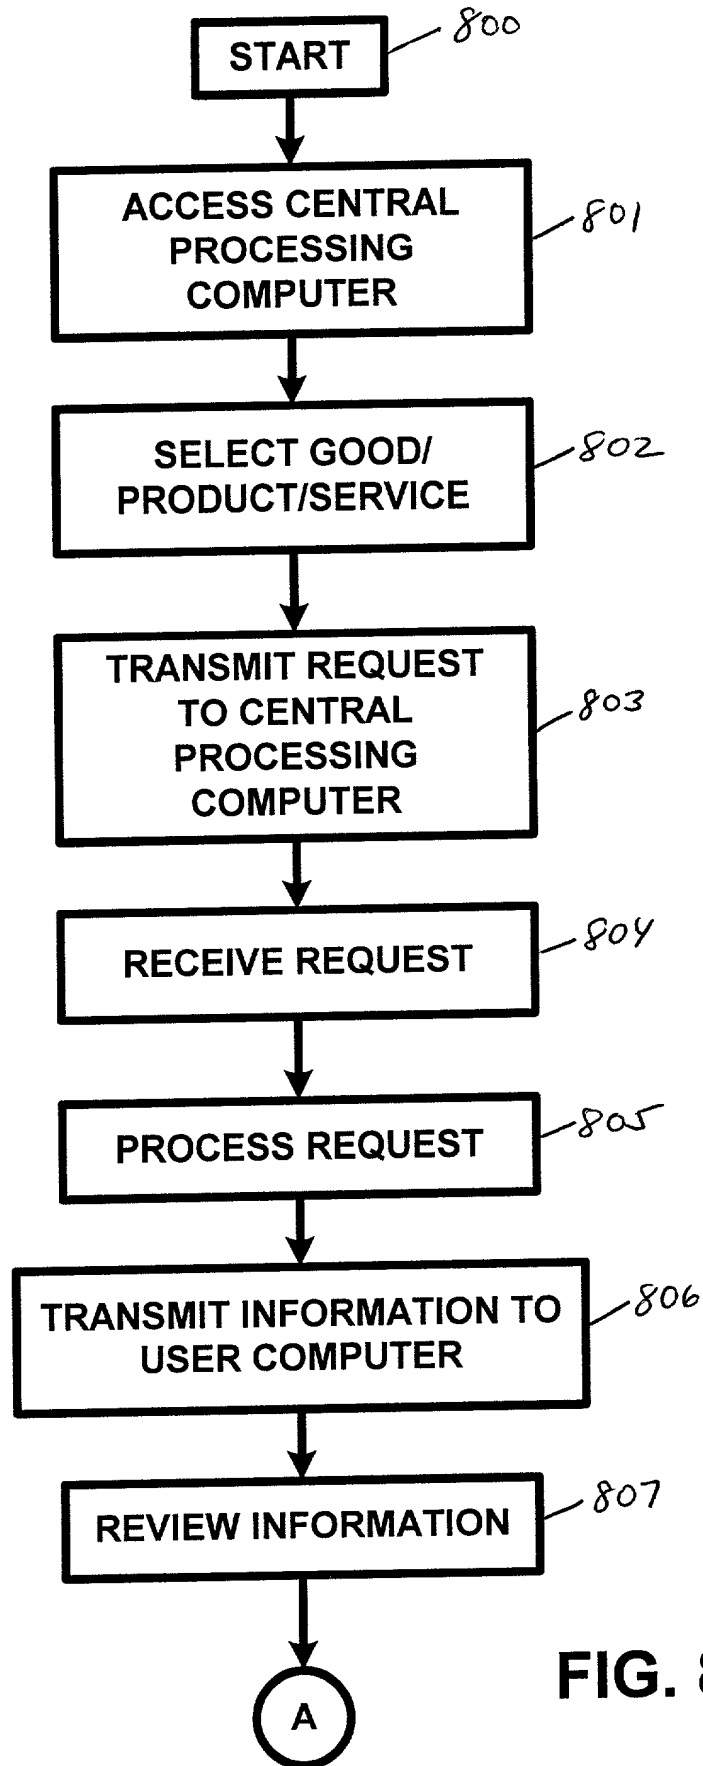 START
800
ACCESS CENTRAL
PROCESSING
COMPUTER
801
SELECT GOOD/
PRODUCT/SERVICE
802
TRANSMIT REQUEST
TO CENTRAL
PROCESSING
COMPUTER
803
RECEIVE REQUEST
804
PROCESS REQUEST
805
TRANSMIT INFORMATION TO
USER COMPUTER
806
REVIEW INFORMATION
807
A
FIG.